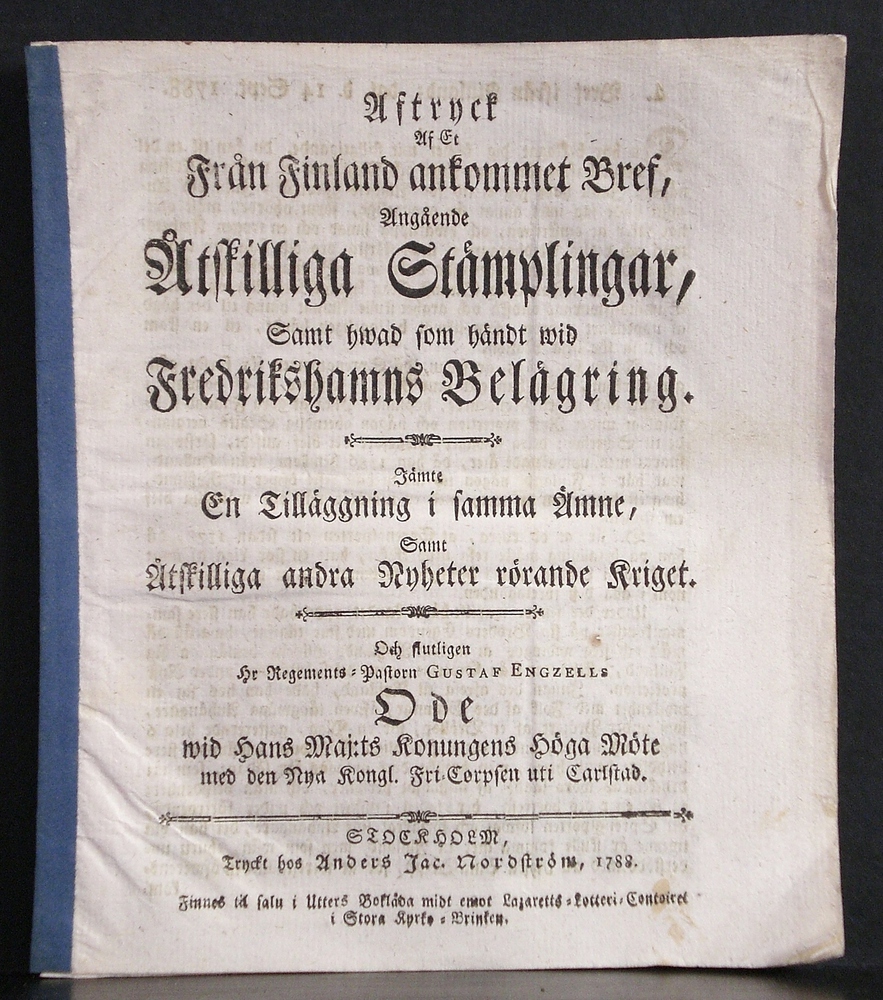 Aftryck
Af Et
Från Finland ankommet Bref,
Angående
Åtskilliga Stämplingar,
Samt hwad som händt wid
Fredrikshamns Belägring.
Jämte
En Tilläggning i samma Ämne,
Samt
Åtskilliga andra Nyheter rörande Kriget.
Och slutligen
Hr Regements-Pastorn GUSTAF ENGZELLS
Ode
wid Hans Maj:ts Konungens Höga Möte
med den Nya Kongl. Fri-Corpsen uti Carlstad.
STOCKHOLM,
Tryckt hos Anders Jac. Nordström, 1788.
Finnes til salu i Utters Boklåda midt emot Lazaretts-Lotteri-Contoiret
i Stora Kyrko-Brinken.